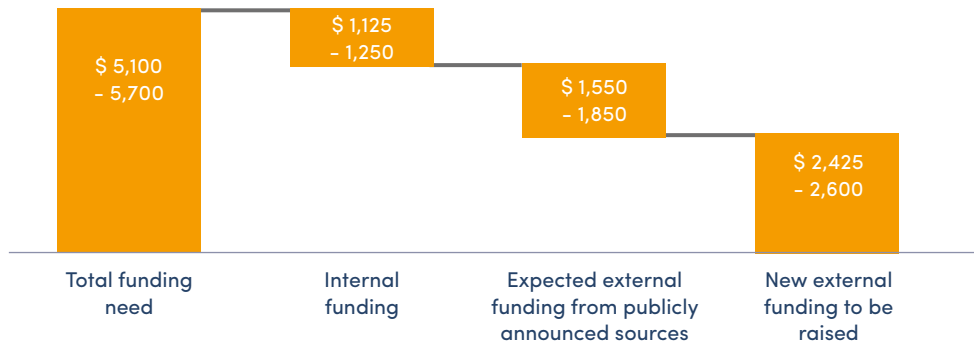 $ 5,100
- 5,700
$ 1,125
- 1,250
$ 1,550
- 1,850
$ 2,425
- 2,600
Total funding
need
Internal
funding
Expected external
funding from publicly
announced sources
New external
funding to be
raised